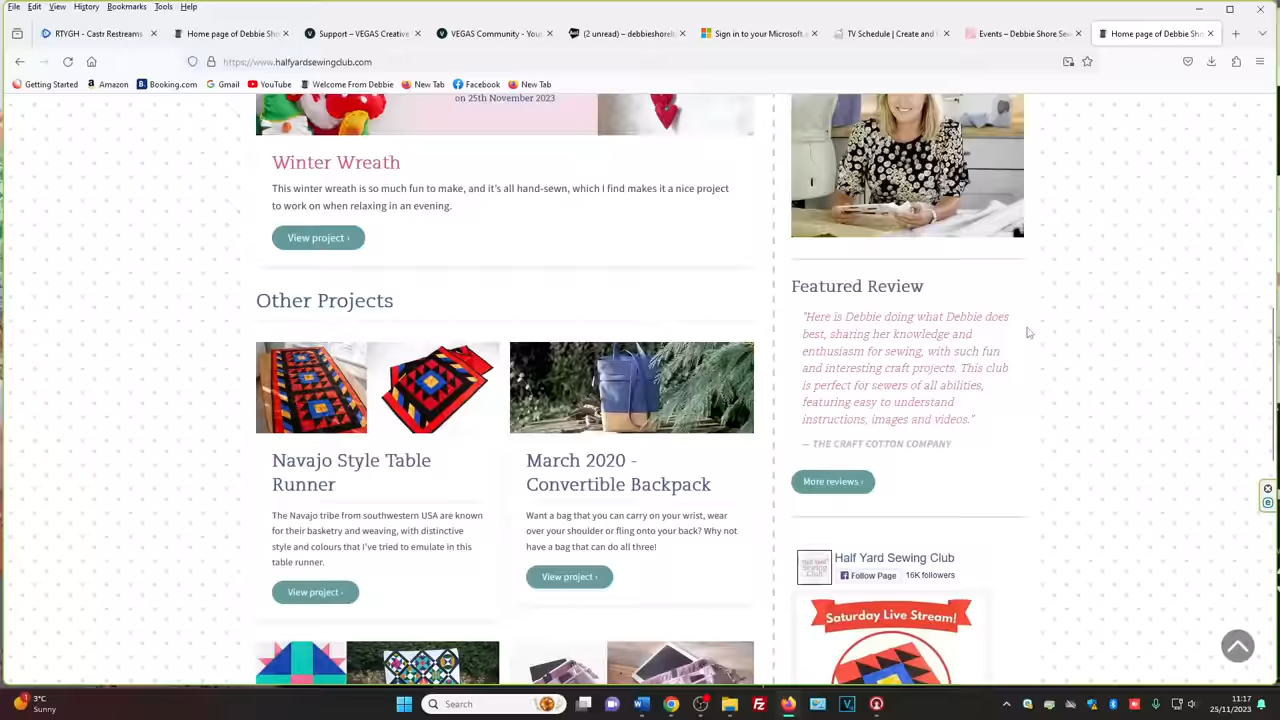 File Edit View History Bookmarks Tools Help
RTYGH - Castr Restreams
Home page of Debbie Sh
Support – VEGAS Creative
VEGAS Community - You
(2 unread) – debbieshorel
Sign in to your Microsoft
TV Schedule | Create and
Events – Debbie Shore Sew
Home page of Debbie Sh
https://www.halfyardsewingclub.com
Getting Started Amazon Booking.com Gmail YouTube Welcome From Debbie New Tab Facebook New Tab
on 25th November 2023
Winter Wreath
This winter wreath is so much fun to make, and it's all hand-sewn, which I find makes it a nice project
to work on when relaxing in an evening.
View project ›
Other Projects
Navajo Style Table
Runner
The Navajo tribe from southwestern USA are known
for their basketry and weaving, with distinctive
style and colours that I've tried to emulate in this
table runner.
View project ›
March 2020 -
Convertible Backpack
Want a bag that you can carry on your wrist, wear
over your shoulder or fling onto your back? Why not
have a bag that can do all three!
View project ›
Featured Review
"Here is Debbie doing what Debbie does
best, sharing her knowledge and
enthusiasm for sewing, with such fun
and interesting craft projects. This club
is perfect for sewers of all abilities,
featuring easy to understand
instructions, images and videos."
— THE CRAFT COTTON COMPANY
More reviews ›
Half Yard Sewing Club
Follow Page 16K followers
Saturday Live Stream!
3°C
Sunny
Search
11:17
25/11/2023